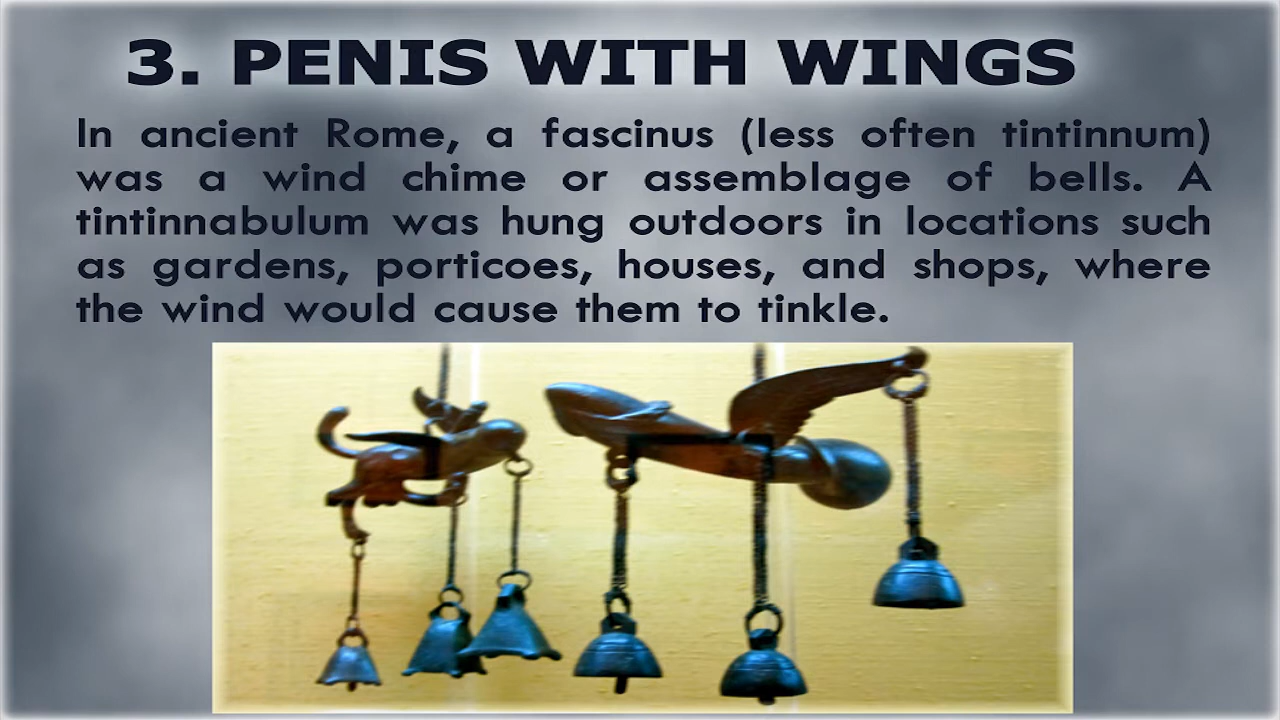 3. PENIS WITH WINGS
In ancient Rome, a fascinus (less often tintinnum)
was a wind chime or assemblage of bells. A
tintinnabulum was hung outdoors in locations such
as gardens, porticoes, houses, and shops, where
the wind would cause them to tinkle.